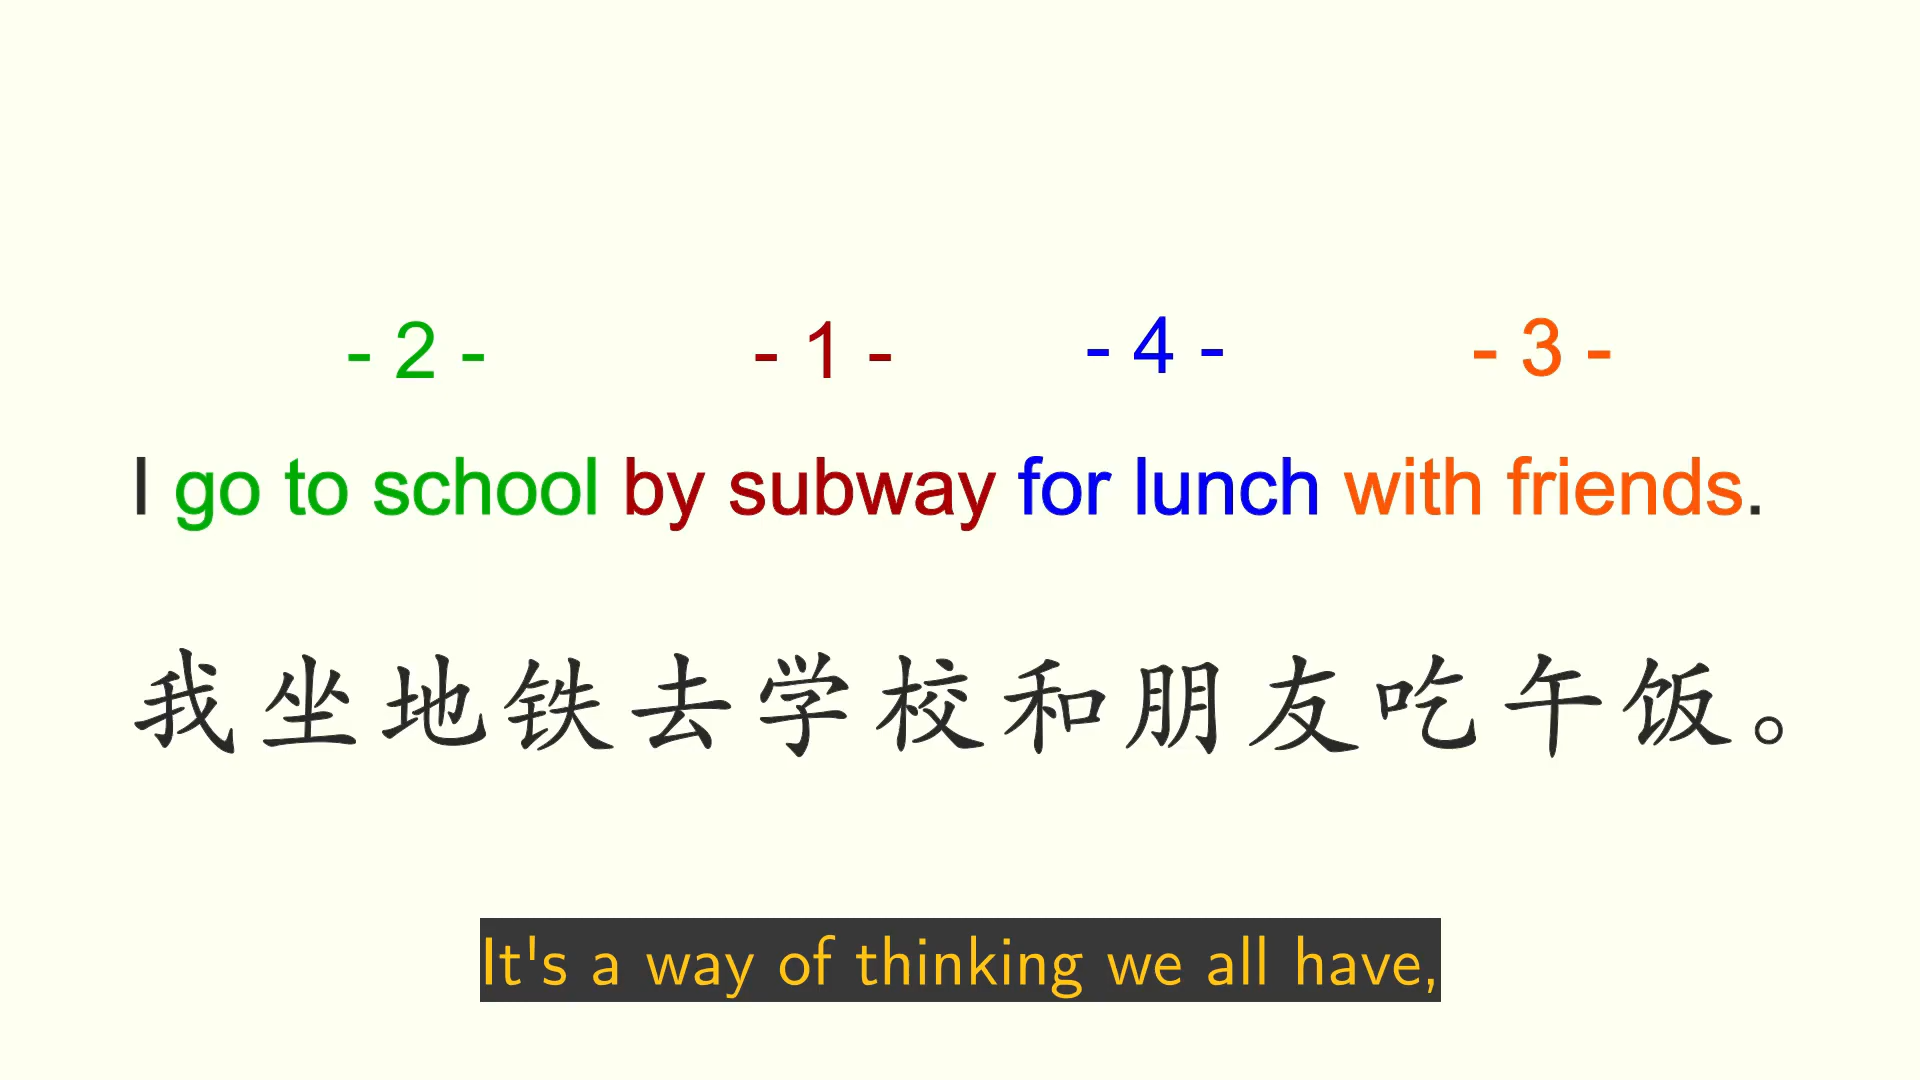 - 2 - - 1 - - 4 - - 3 -
I go to school by subway for lunch with friends.
我坐地铁去学校和朋友吃午饭。
It's a way of thinking we all have,